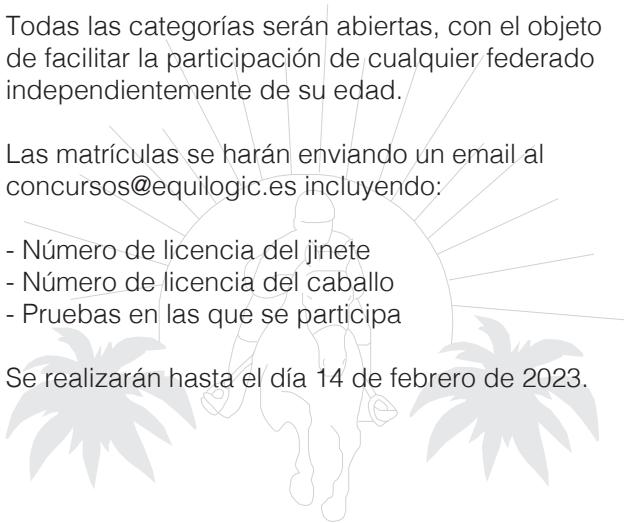 Todas las categorías serán abiertas, con el objeto
de facilitar la participación de cualquier federado
independientemente de su edad.
Las matrículas se harán enviando un email al
concursos@equilogic.es incluyendo:
- Número de licencia del jinete
- Número de licencia del caballo
- Pruebas en las que se participa
Se realizarán hasta el día 14 de febrero de 2023.